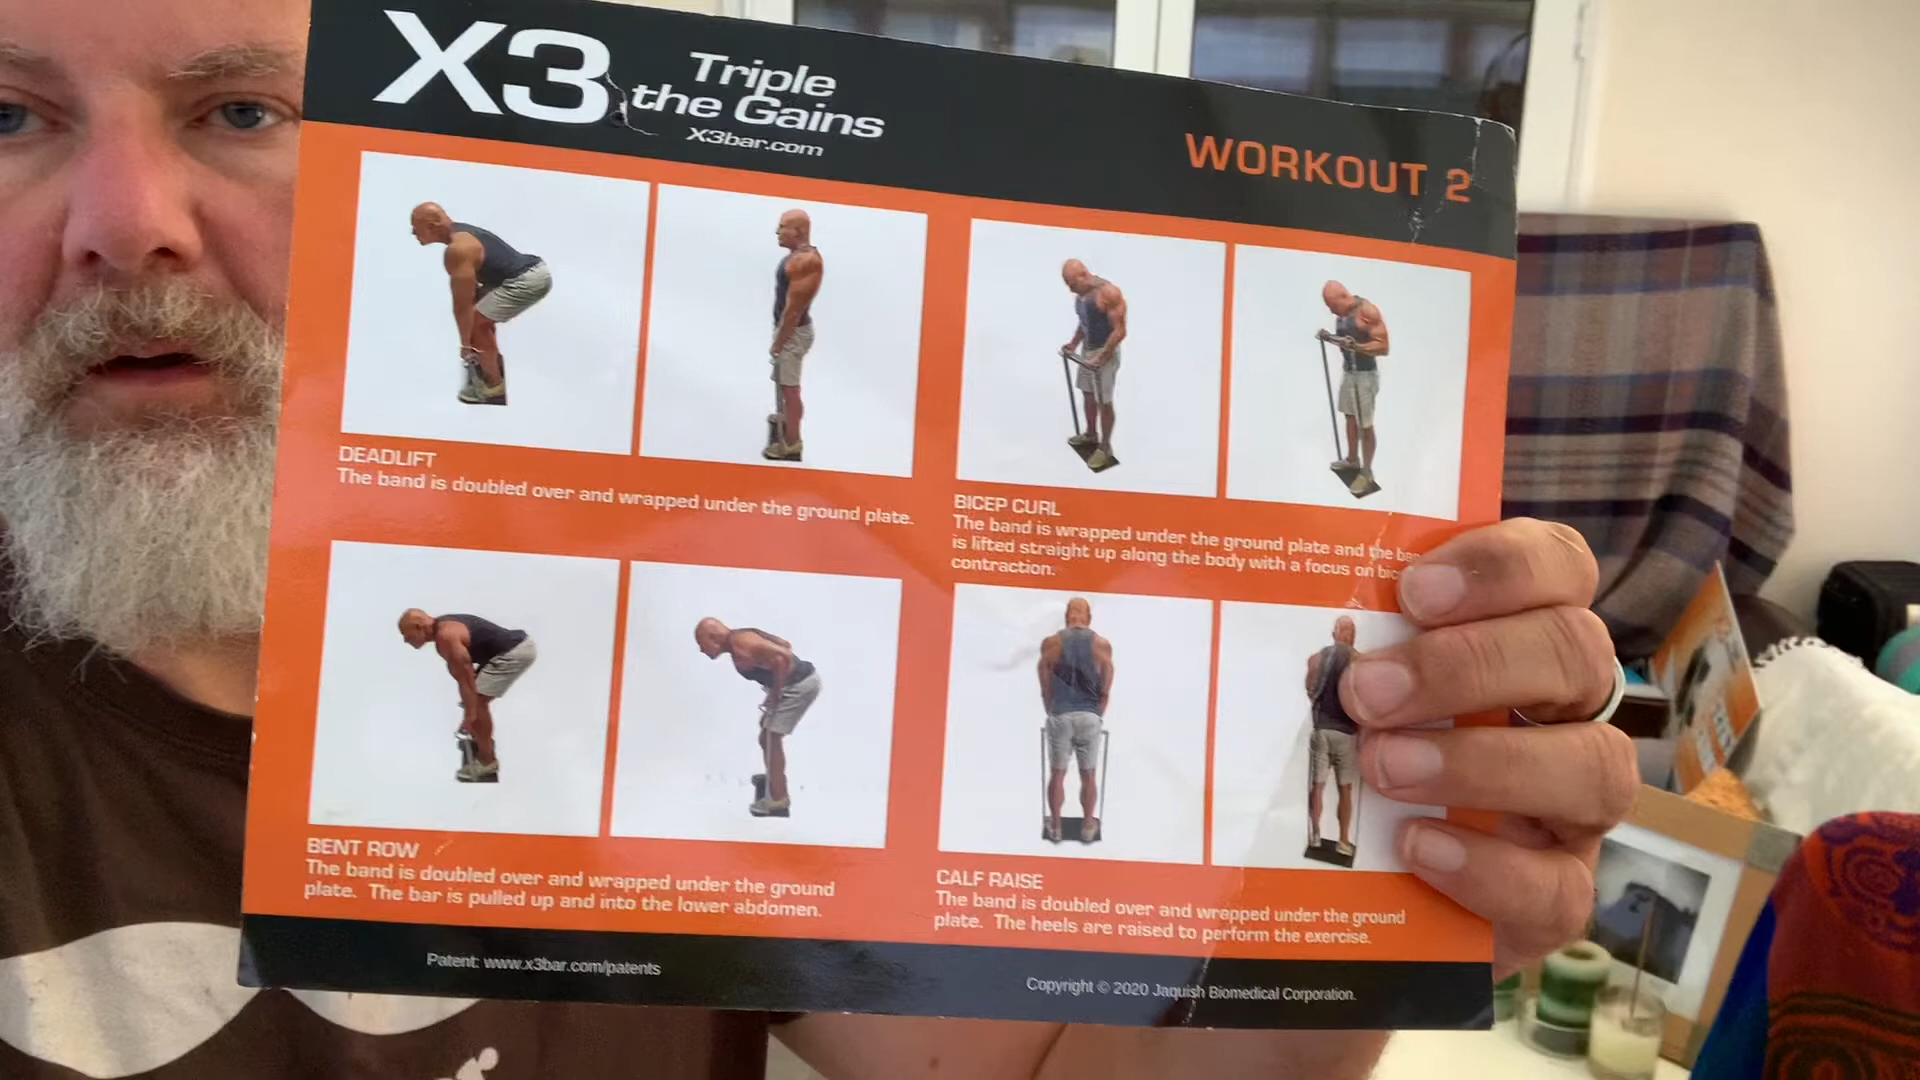 X3
Triple
the Gains
X3bar.com
WORKOUT 2
DEADLIFT
The band is doubled over and wrapped under the ground plate.
BICEP CURL
The band is wrapped under the ground plate and the
is lifted straight up along the body with a focus on
contraction.
BENT ROW
The band is doubled over and wrapped under the ground
plate. The bar is pulled up and into the lower abdomen.
CALF RAISE
The band is doubled over and wrapped under the ground
plate. The heels are raised to perform the exercise.
Patent: www.x3bar.com/patents
Copyright © 2020 Jaquish Biomedical Corporation.